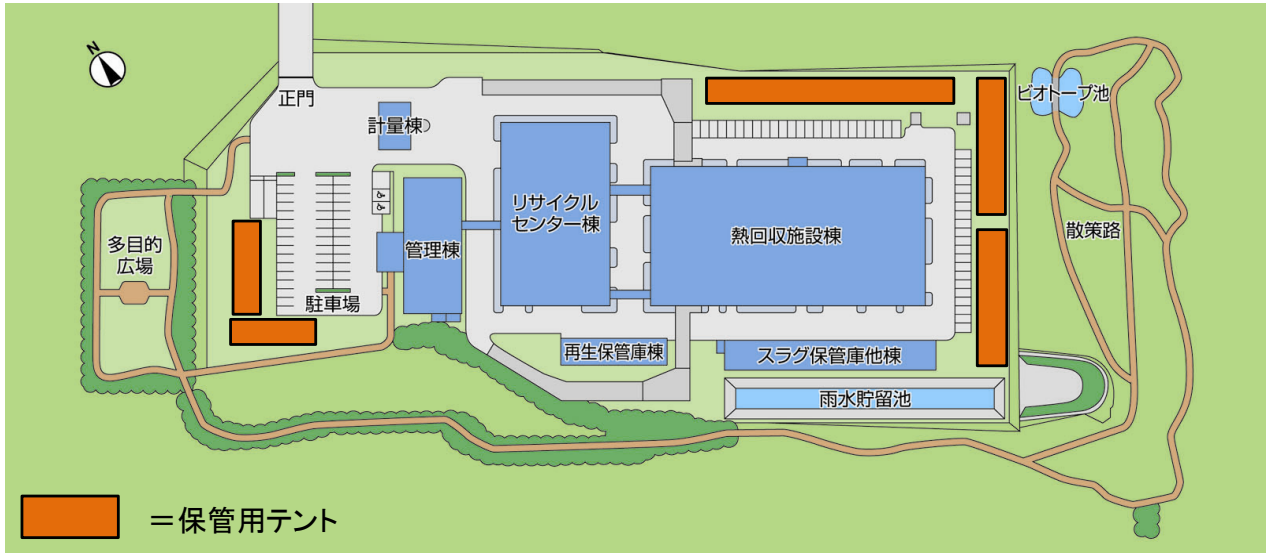 N
正門
計量棟
ビオトープ池
リサイクル
センター棟
多目的
広場
管理棟
熱回収施設棟
散策路
駐車場
再生保管庫棟
スラグ保管庫他棟
雨水貯留池
＝保管用テント